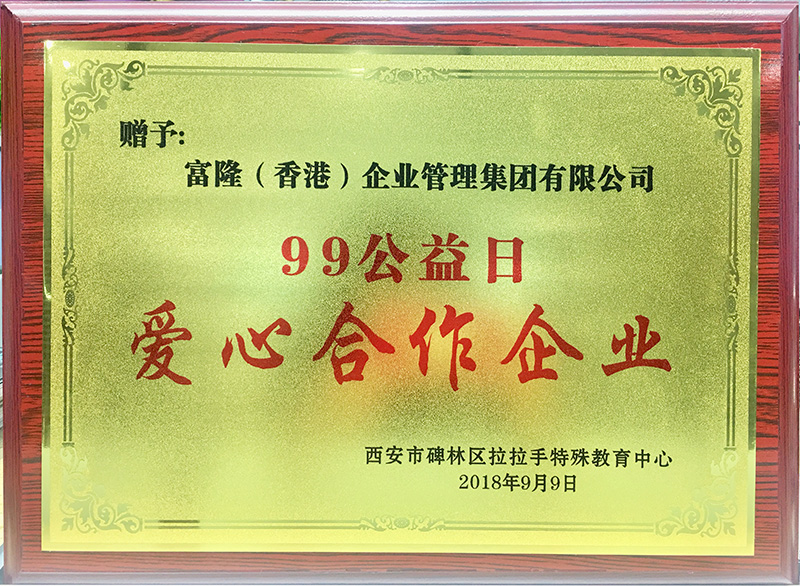 赠予:
富隆（香港）企业管理集团有限公司
99公益日
爱心合作企业
西安市碑林区拉拉手特殊教育中心
2018年9月9日